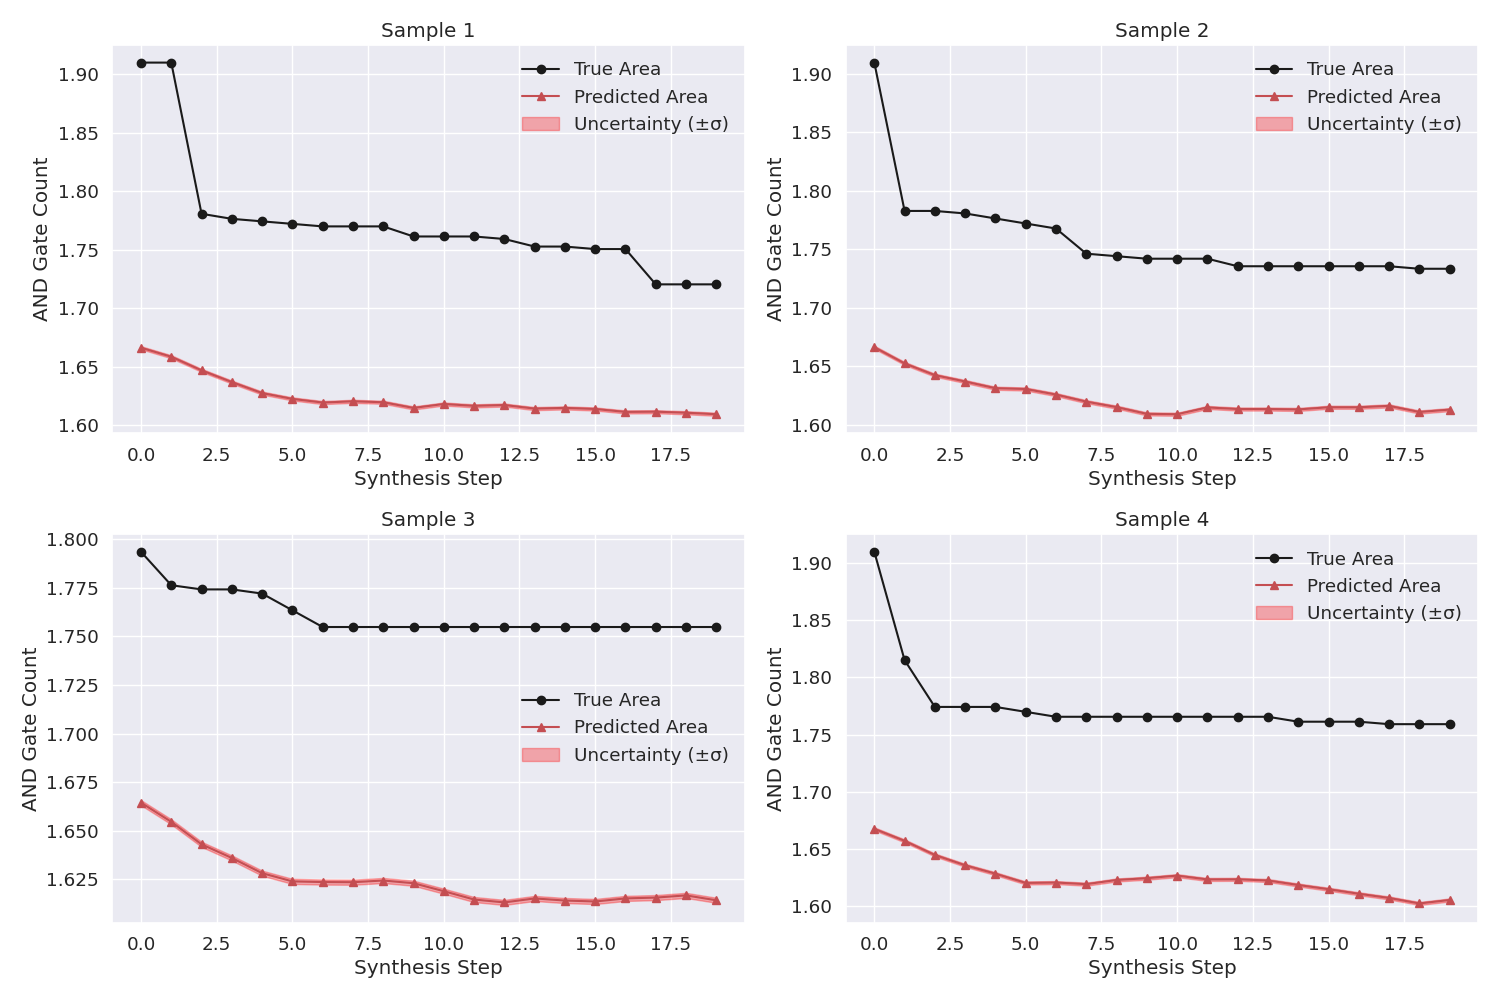 Sample 1
AND Gate Count
1.90
1.85
1.80
1.75
1.70
1.65
1.60
True Area
Predicted Area
Uncertainty (±σ)
0.0 2.5 5.0 7.5 10.0 12.5 15.0 17.5
Synthesis Step
Sample 2
AND Gate Count
1.90
1.85
1.80
1.75
1.70
1.65
1.60
True Area
Predicted Area
Uncertainty (±σ)
0.0 2.5 5.0 7.5 10.0 12.5 15.0 17.5
Synthesis Step
Sample 3
AND Gate Count
1.800
1.775
1.750
1.725
1.700
1.675
1.650
1.625
True Area
Predicted Area
Uncertainty (±σ)
0.0 2.5 5.0 7.5 10.0 12.5 15.0 17.5
Synthesis Step
Sample 4
AND Gate Count
1.90
1.85
1.80
1.75
1.70
1.65
1.60
True Area
Predicted Area
Uncertainty (±σ)
0.0 2.5 5.0 7.5 10.0 12.5 15.0 17.5
Synthesis Step